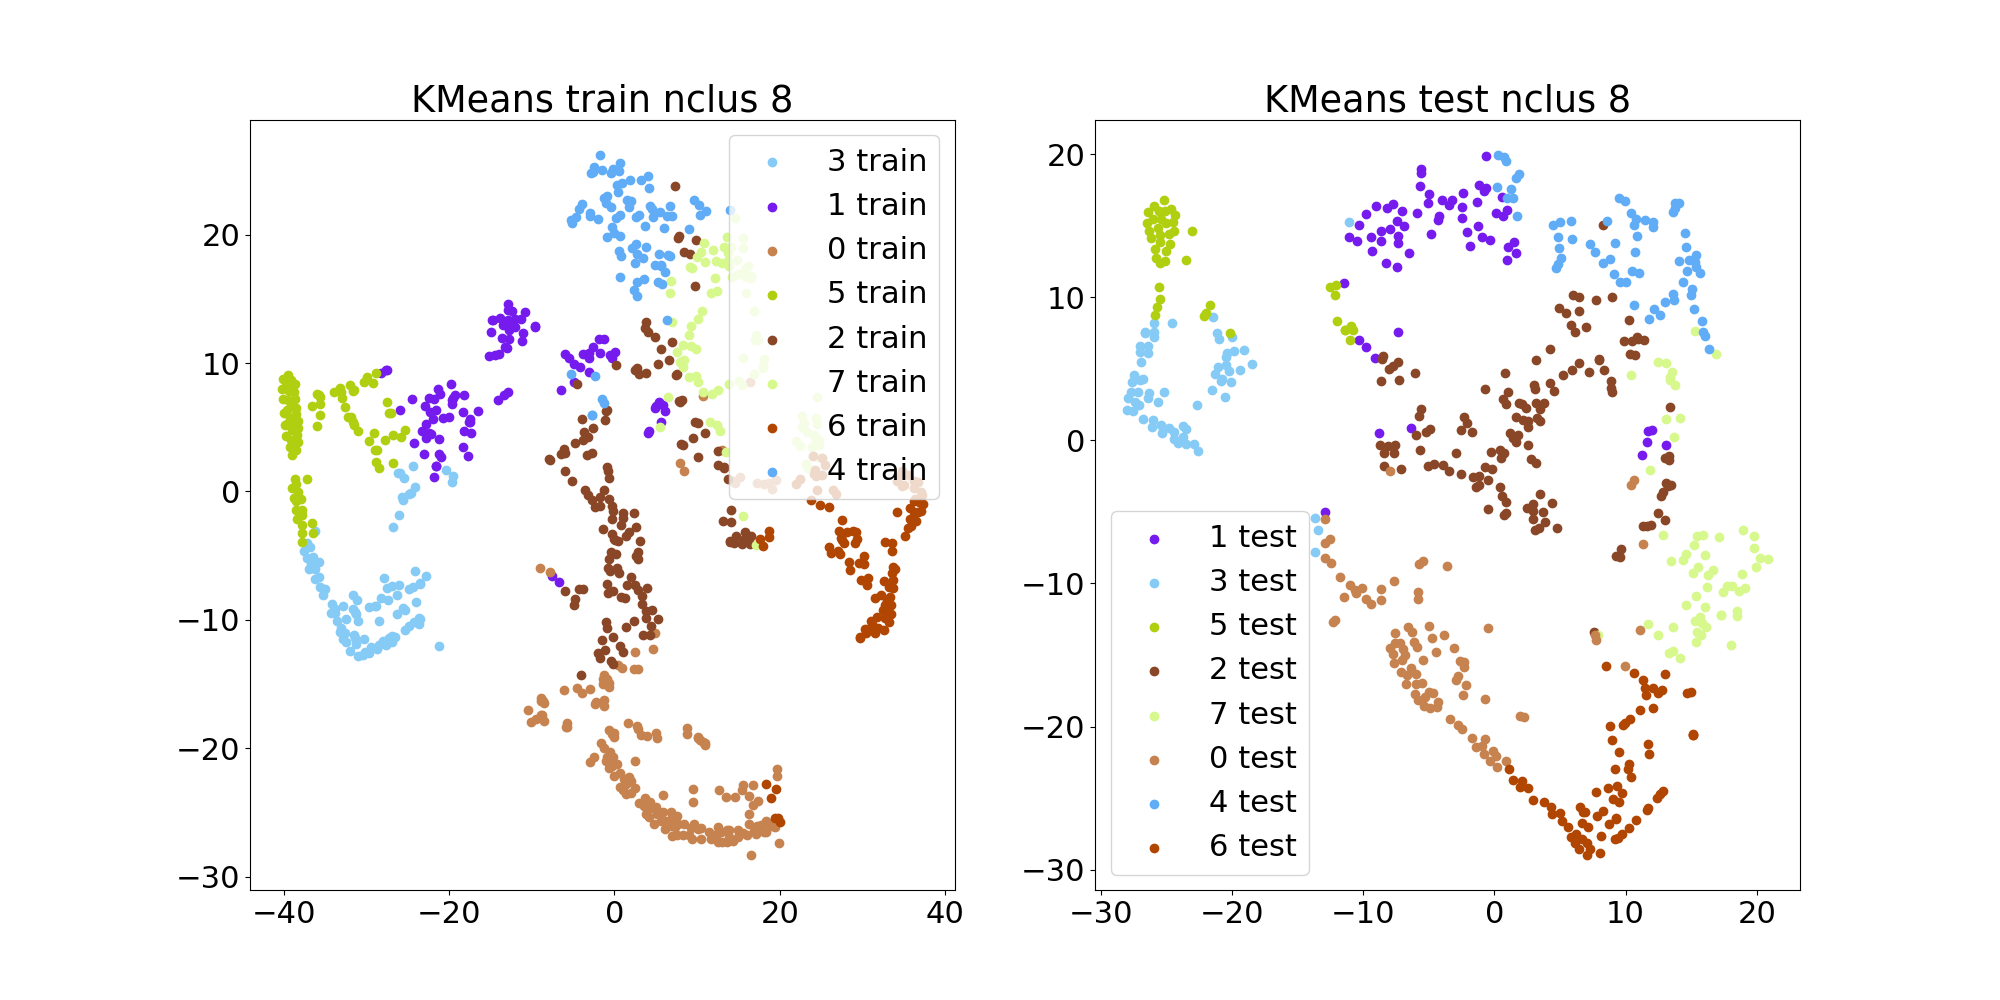 KMeans train nclus 8
20
10
0
−10
−20
−30
−40
−20
0
20
40
3 train
1 train
0 train
5 train
2 train
7 train
6 train
4 train
KMeans test nclus 8
20
10
0
−10
−20
−30
−30
−20
−10
0
10
20
1 test
3 test
5 test
2 test
7 test
0 test
4 test
6 test